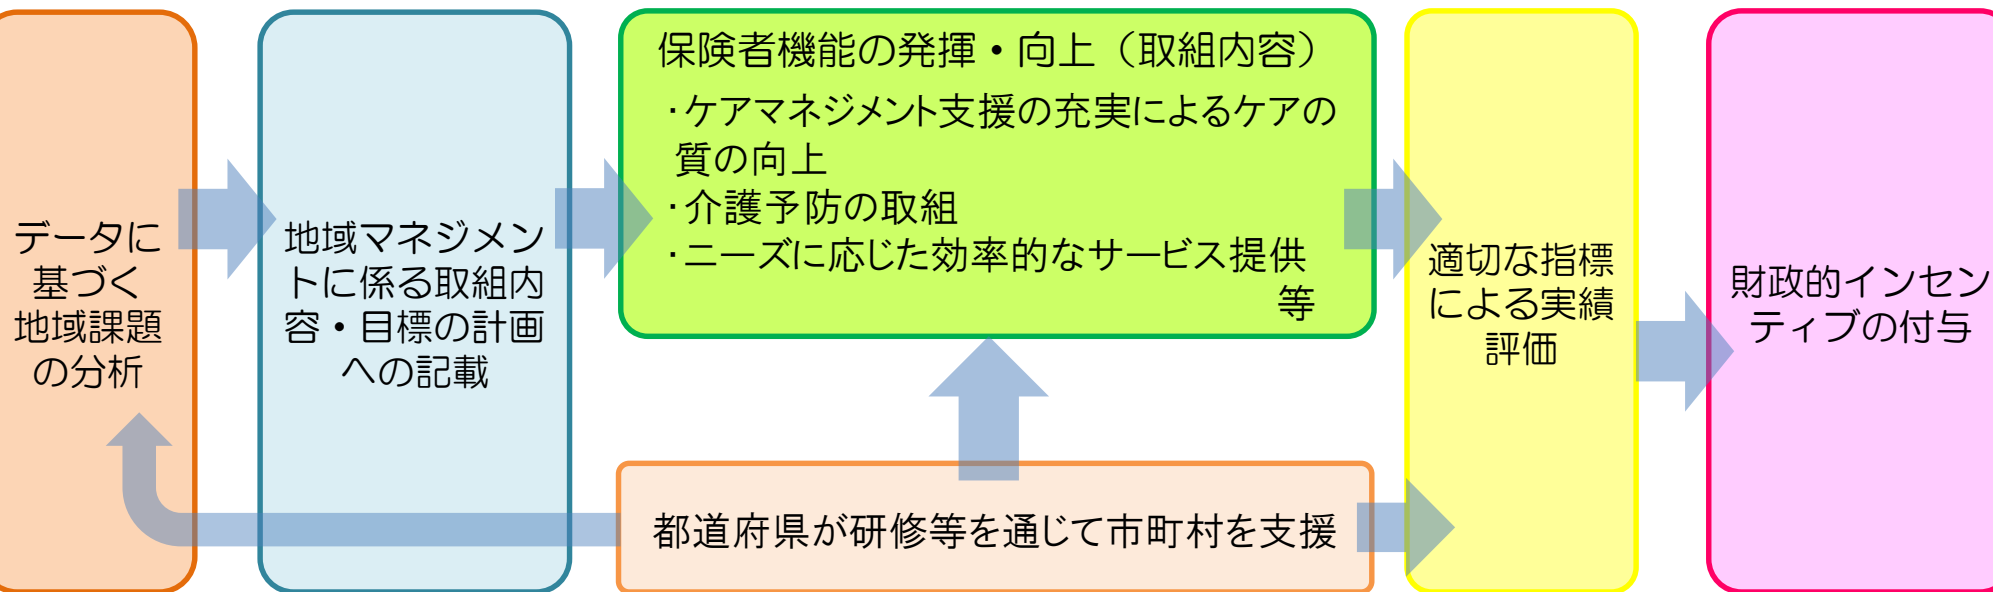 データに
基づく
地域課題
の分析
地域マネジメン
トに係る取組内
容・目標の計画
への記載
保険者機能の発揮・向上（取組内容）
・ケアマネジメント支援の充実によるケアの
質の向上
・介護予防の取組
・ニーズに応じた効率的なサービス提供
等
適切な指標
による実績
評価
財政的インセン
ティブの付与
都道府県が研修等を通じて市町村を支援